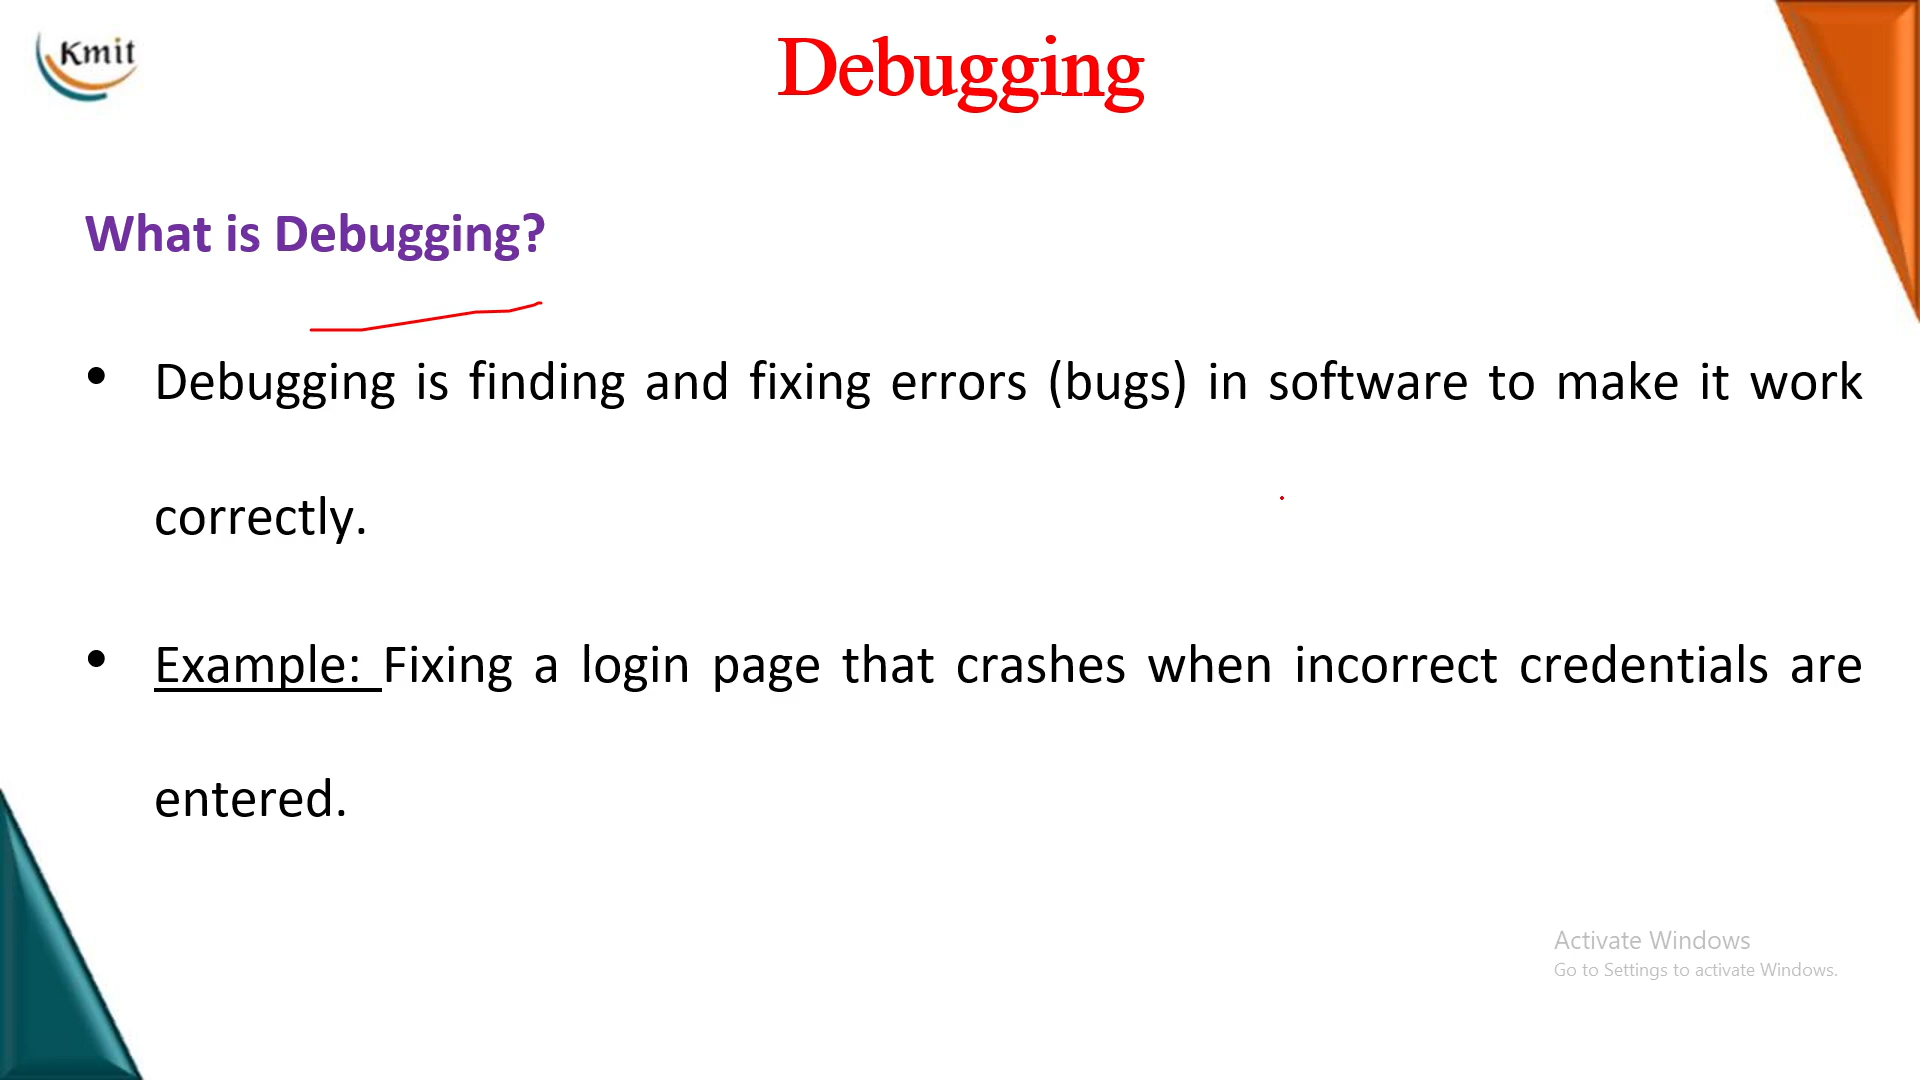 Kmit
Debugging
What is Debugging?
• Debugging is finding and fixing errors (bugs) in software to make it work
correctly.
• Example: Fixing a login page that crashes when incorrect credentials are
entered.
Activate Windows
Go to Settings to activate Windows.